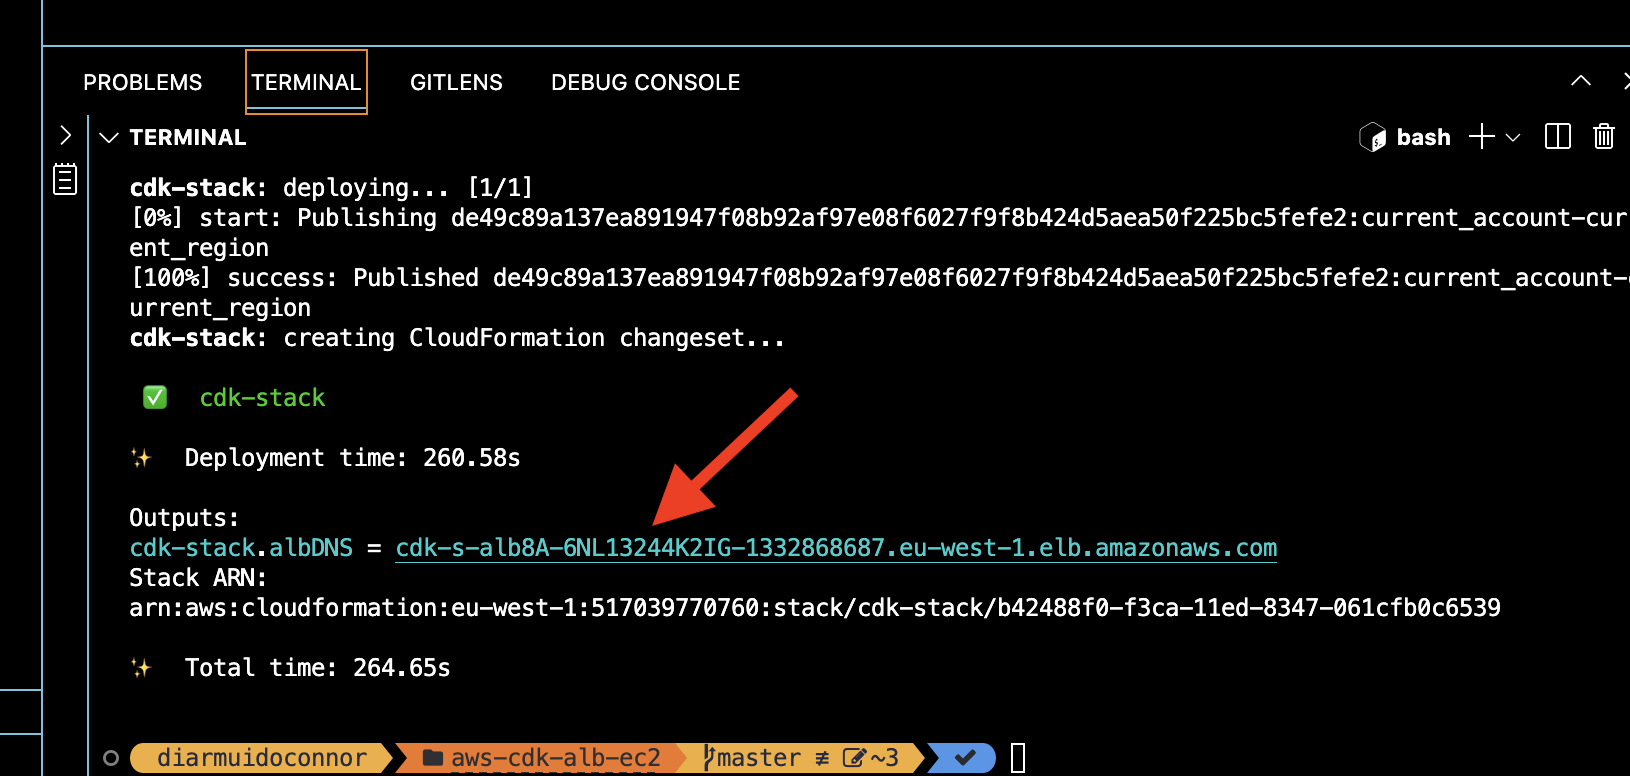 PROBLEMS TERMINAL GITLENS DEBUG CONSOLE
TERMINAL bash
cdk-stack: deploying... [1/1]
[0%] start: Publishing de49c89a137ea891947f08b92af97e08f6027f9f8b424d5aea50f225bc5fefe2:current_account-curr
ent_region
[100%] success: Published de49c89a137ea891947f08b92af97e08f6027f9f8b424d5aea50f225bc5fefe2:current_account-c
urrent_region
cdk-stack: creating CloudFormation changeset...
✅ cdk-stack
✨ Deployment time: 260.58s
Outputs:
cdk-stack.albDNS = cdk-s-alb8A-6NL13244K2IG-1332868687.eu-west-1.elb.amazonaws.com
Stack ARN:
arn:aws:cloudformation:eu-west-1:517039770760:stack/cdk-stack/b42488f0-f3ca-11ed-8347-061cfb0c6539
✨ Total time: 264.65s
diarmuidoconnor aws-cdk-alb-ec2 master ≢ ~3 ✔